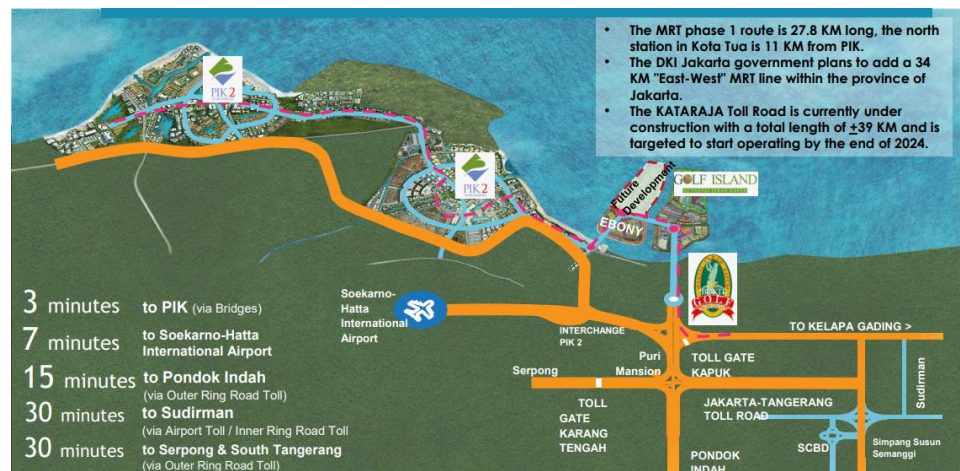 • The MRT phase 1 route is 27.8 KM long, the north
station in Kota Tua is 11 KM from PIK.
• The DKI Jakarta government plans to add a 34
KM "East-West" MRT line within the province of
Jakarta.
• The KATARAJA Toll Road is currently under
construction with a total length of ±39 KM and is
targeted to start operating by the end of 2024.
PIK2
PIK2
GOLF ISLAND
Future
Development
EBONY
GOLF
3 minutes to PIK (via Bridges)
7 minutes to Soekarno-Hatta
International Airport
15 minutes to Pondok Indah
(via Outer Ring Road Toll)
30 minutes to Sudirman
(via Airport Toll / Inner Ring Road Toll
30 minutes to Serpong & South Tangerang
(via Outer Ring Road Toll)
Soekarno-
Hatta
International
Airport
INTERCHANGE
PIK 2
TO KELAPA GADING >
Puri
Mansion
TOLL GATE
KAPUK
Serpong
TOLL
GATE
KARANG
TENGAH
JAKARTA-TANGERANG
TOLL ROAD
Sudirman
SCBD
Simpang Susun
Semanggi
PONDOK
INDAH